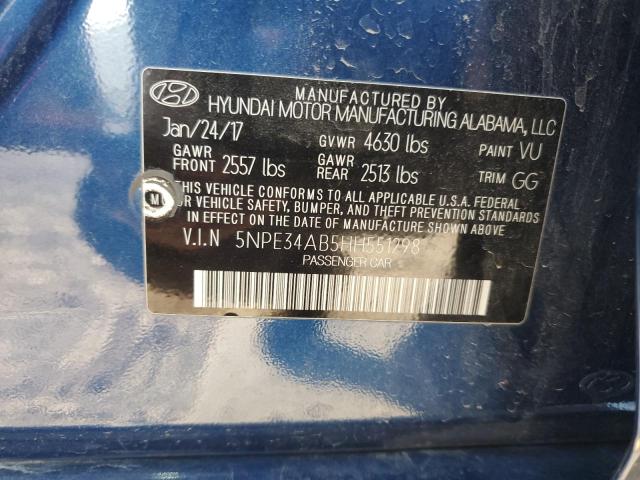 MANUFACTURED BY
HYUNDAI MOTOR MANUFACTURING ALABAMA, LLC
Jan/24/17 GVWR 4630 lbs PAINT VU
GAWR FRONT 2557 lbs GAWR REAR 2513 lbs TRIM GG
THIS VEHICLE CONFORMS TO ALL APPLICABLE U.S.A. FEDERAL
MOTOR VEHICLE SAFETY, BUMPER, AND THEFT PREVENTION STANDARDS
IN EFFECT ON THE DATE OF MANUFACTURE SHOWN ABOVE
V.I.N 5NPE34AB5HH551298
PASSENGER CAR